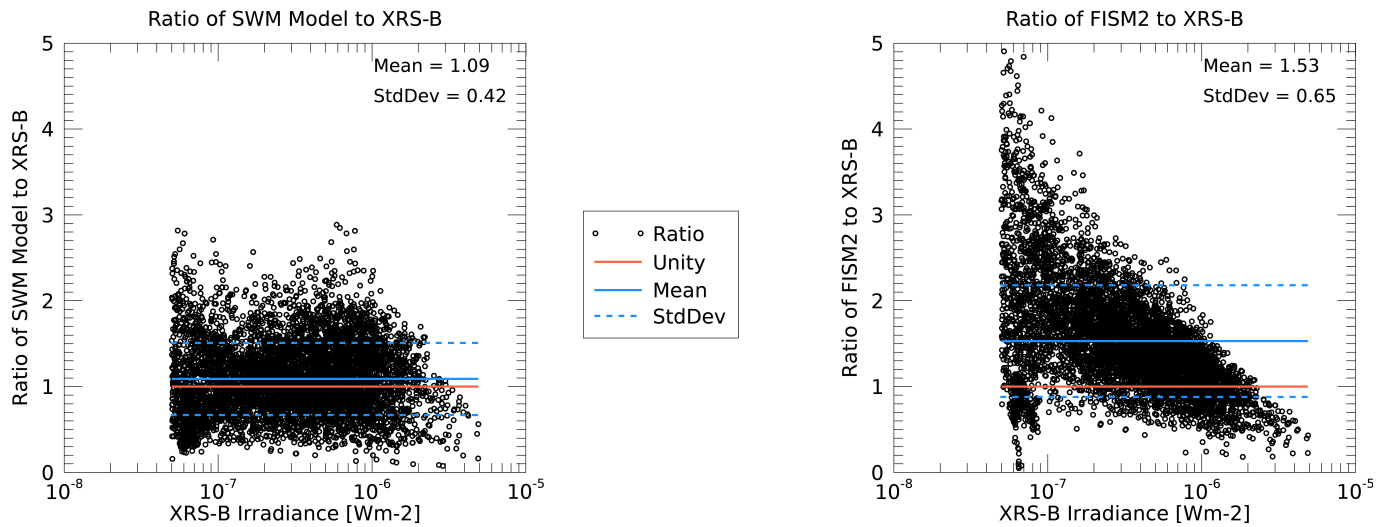 Ratio of SWM Model to XRS-B
Mean = 1.09
StdDev = 0.42
Ratio of SWM Model to XRS-B
5
4
3
2
1
0
10-8
10-7
10-6
10-5
XRS-B Irradiance [Wm-2]
Ratio
Unity
Mean
StdDev
Ratio of FISM2 to XRS-B
Mean = 1.53
StdDev = 0.65
Ratio of FISM2 to XRS-B
5
4
3
2
1
0
10-8
10-7
10-6
10-5
XRS-B Irradiance [Wm-2]